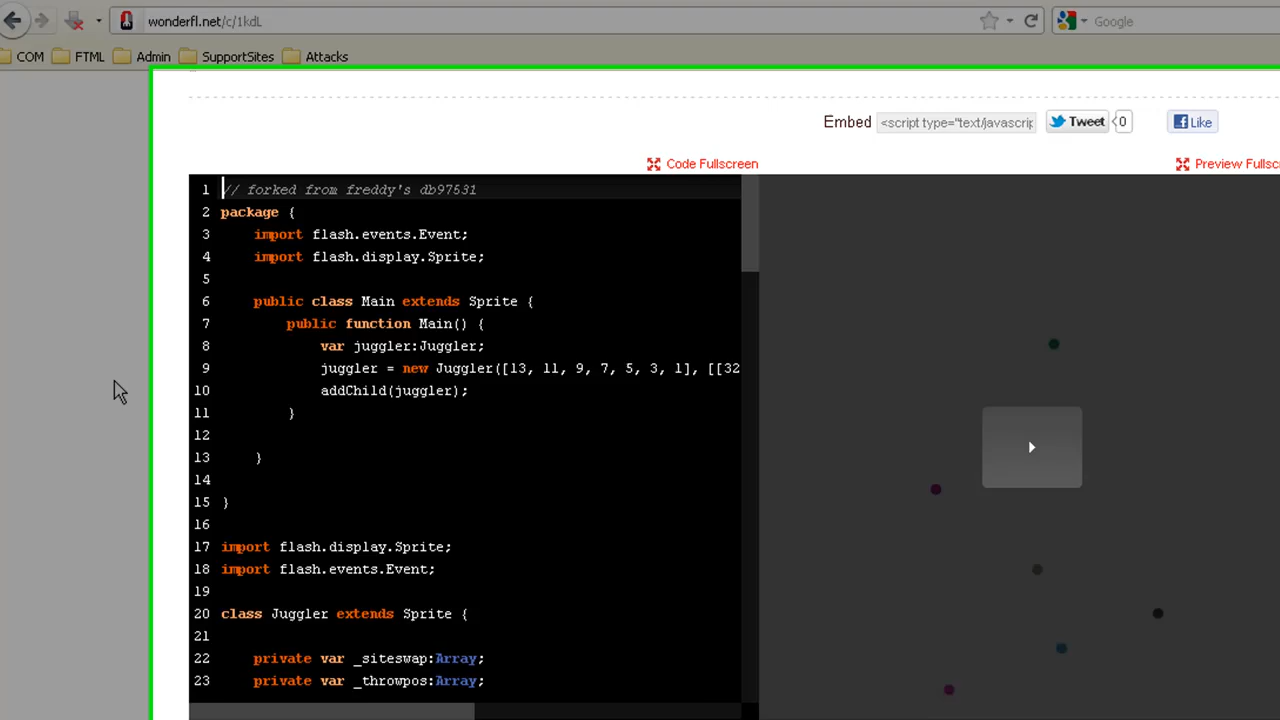 wonderfl.net/c/1kdL
Google
COM FTML Admin SupportSites Attacks
Embed <script type="text/javascrip Tweet 0 Like
Code Fullscreen Preview Fullsc
1 // forked from freddy's db97531
2 package {
3 import flash.events.Event;
4 import flash.display.Sprite;
5
6 public class Main extends Sprite {
7 public function Main() {
8 var juggler:Juggler;
9 juggler = new Juggler([13, 11, 9, 7, 5, 3, 1], [[32
10 addChild(juggler);
11 }
12
13 }
14
15 }
16
17 import flash.display.Sprite;
18 import flash.events.Event;
19
20 class Juggler extends Sprite {
21
22 private var _siteswap:Array;
23 private var _throwpos:Array;